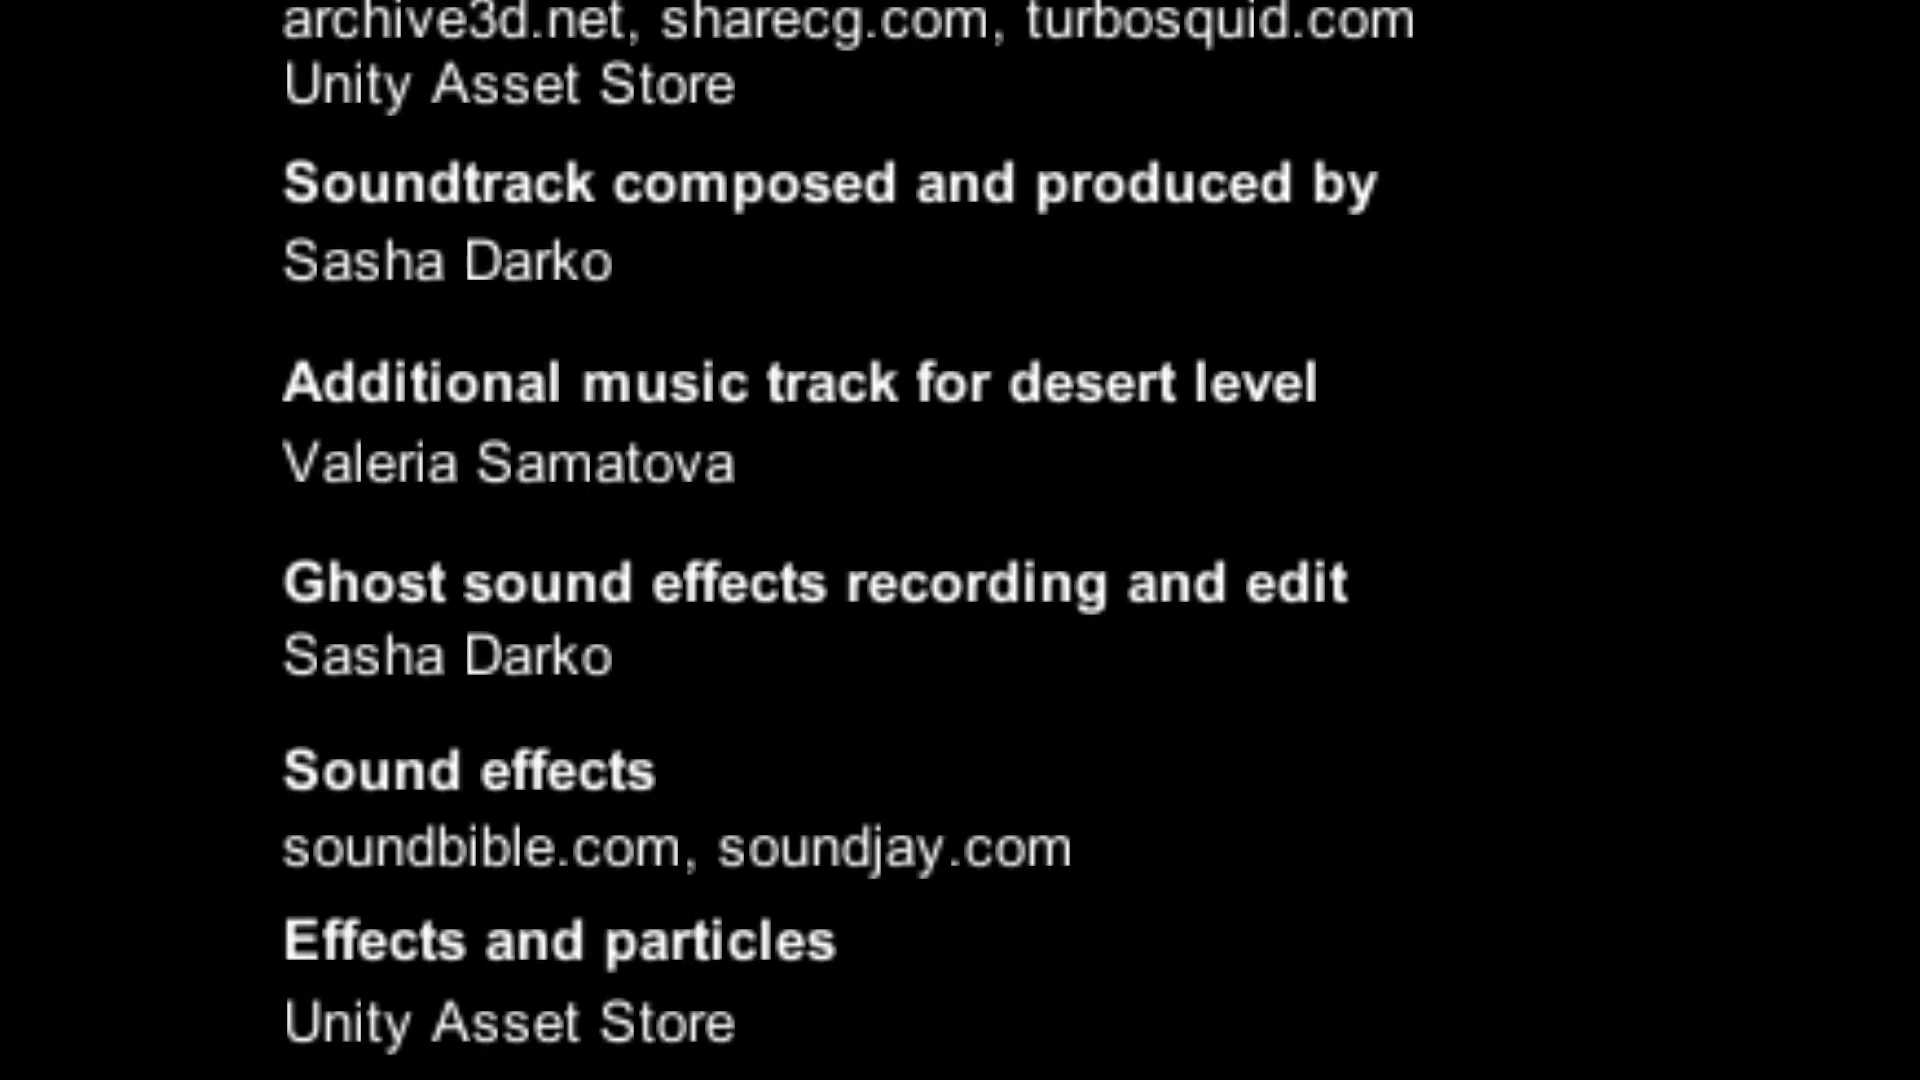 archive3d.net, sharecg.com, turbosquid.com
Unity Asset Store
Soundtrack composed and produced by
Sasha Darko
Additional music track for desert level
Valeria Samatova
Ghost sound effects recording and edit
Sasha Darko
Sound effects
soundbible.com, soundjay.com
Effects and particles
Unity Asset Store